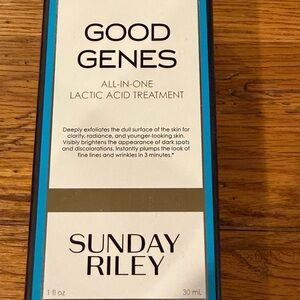 GOOD
GENES
ALL-IN-ONE
LACTIC ACID TREATMENT
Deeply exfoliates the dull surface of the skin for
clarity, radiance, and younger-looking skin.
Visibly brightens the appearance of dark spots
and discolorations. Instantly plumps the look of
fine lines and wrinkles in 3 minutes.*
SUNDAY
RILEY
1 fl oz 30 mL